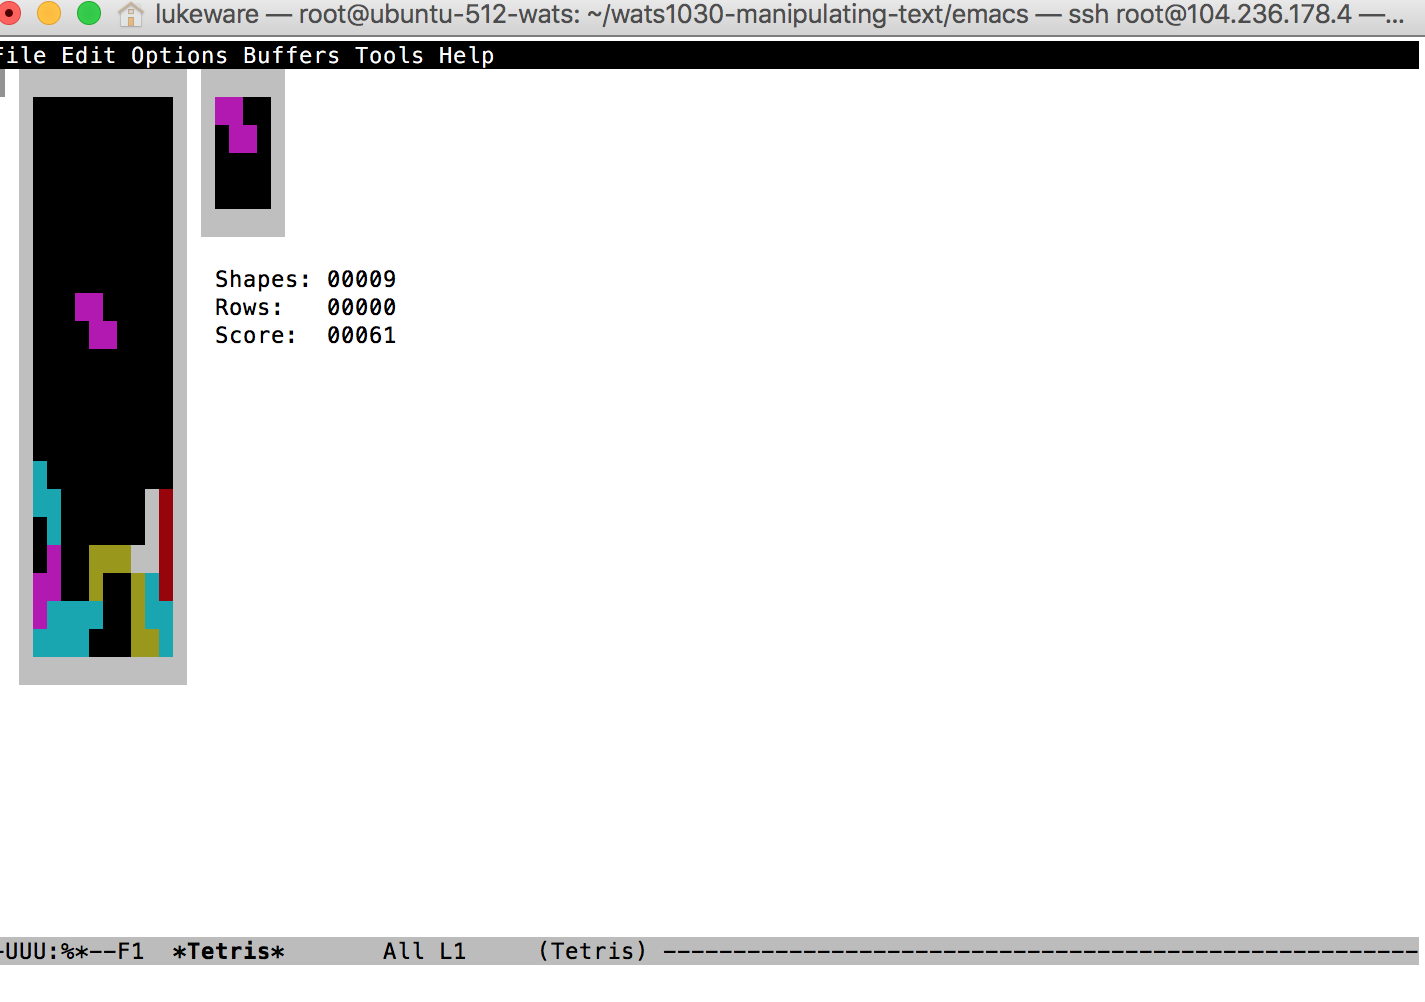 lukeware — root@ubuntu-512-wats: ~/wats1030-manipulating-text/emacs — ssh root@104.236.178.4 —...
File Edit Options Buffers Tools Help
Shapes: 00009
Rows: 00000
Score: 00061
-UUU:%*--F1 *Tetris* All L1 (Tetris) ------------------------------------------------------